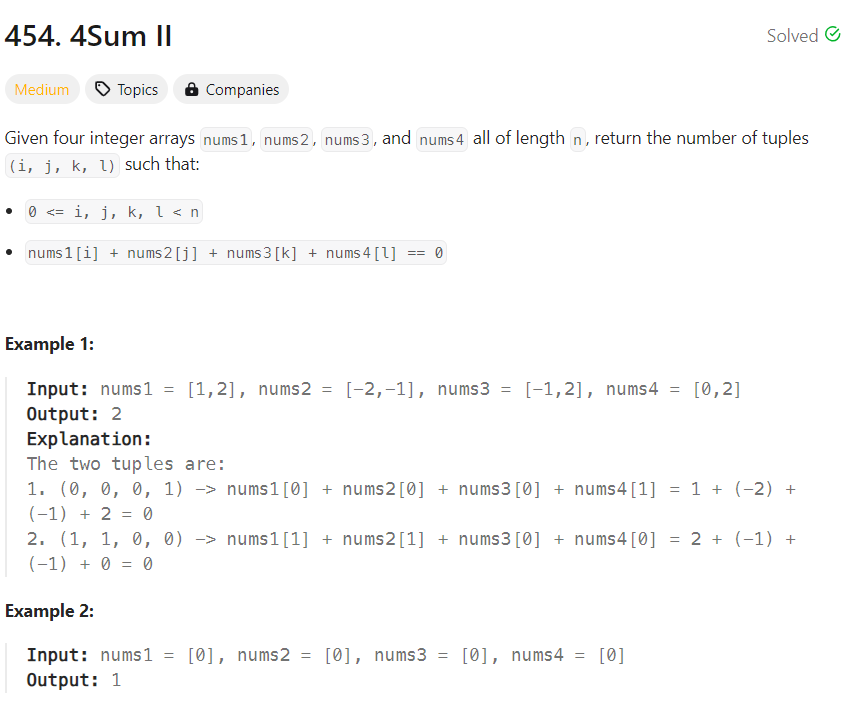 454. 4Sum II
Solved
Medium Topics Companies
Given four integer arrays nums1, nums2, nums3, and nums4 all of length n, return the number of tuples
(i, j, k, l) such that:
• 0 <= i, j, k, l < n
• nums1[i] + nums2[j] + nums3[k] + nums4[l] == 0
Example 1:
Input: nums1 = [1,2], nums2 = [-2,-1], nums3 = [-1,2], nums4 = [0,2]
Output: 2
Explanation:
The two tuples are:
1. (0, 0, 0, 1) -> nums1[0] + nums2[0] + nums3[0] + nums4[1] = 1 + (-2) +
(-1) + 2 = 0
2. (1, 1, 0, 0) -> nums1[1] + nums2[1] + nums3[0] + nums4[0] = 2 + (-1) +
(-1) + 0 = 0
Example 2:
Input: nums1 = [0], nums2 = [0], nums3 = [0], nums4 = [0]
Output: 1